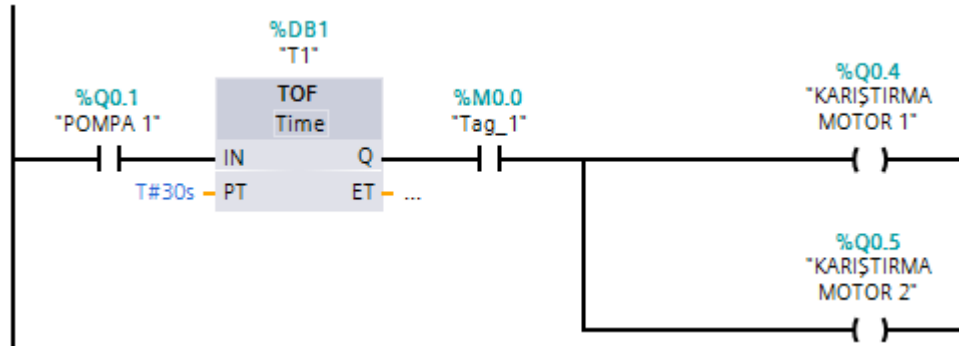 %DB1
"T1"
%Q0.1
"POMPA 1"
TOF
Time
IN
Q
T#30s
PT
ET
...
%M0.0
"Tag_1"
%Q0.4
"KARIŞTIRMA
MOTOR 1"
%Q0.5
"KARIŞTIRMA
MOTOR 2"